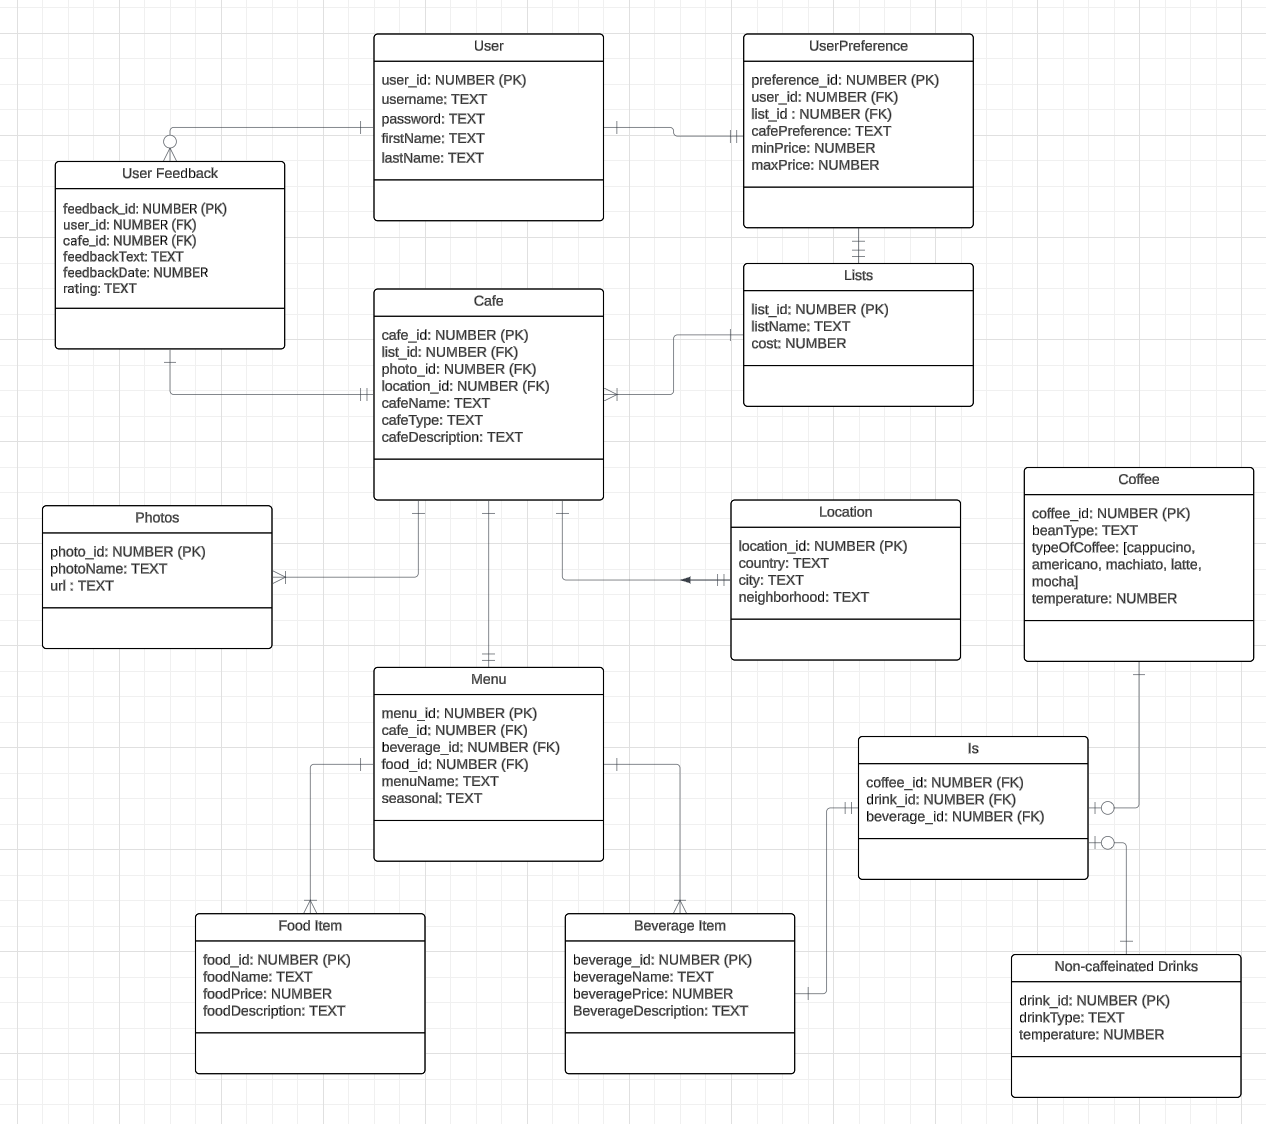 User
user_id: NUMBER (PK)
username: TEXT
password: TEXT
firstName: TEXT
lastName: TEXT
UserPreference
preference_id: NUMBER (PK)
user_id: NUMBER (FK)
list_id : NUMBER (FK)
cafePreference: TEXT
minPrice: NUMBER
maxPrice: NUMBER
User Feedback
feedback_id: NUMBER (PK)
user_id: NUMBER (FK)
cafe_id: NUMBER (FK)
feedbackText: TEXT
feedbackDate: NUMBER
rating: TEXT
Cafe
cafe_id: NUMBER (PK)
list_id: NUMBER (FK)
photo_id: NUMBER (FK)
location_id: NUMBER (FK)
cafeName: TEXT
cafeType: TEXT
cafeDescription: TEXT
Lists
list_id: NUMBER (PK)
listName: TEXT
cost: NUMBER
Photos
photo_id: NUMBER (PK)
photoName: TEXT
url : TEXT
Location
location_id: NUMBER (PK)
country: TEXT
city: TEXT
neighborhood: TEXT
Coffee
coffee_id: NUMBER (PK)
beanType: TEXT
typeOfCoffee: [cappucino,
americano, machiato, latte,
mocha]
temperature: NUMBER
Menu
menu_id: NUMBER (PK)
cafe_id: NUMBER (FK)
beverage_id: NUMBER (FK)
food_id: NUMBER (FK)
menuName: TEXT
seasonal: TEXT
Is
coffee_id: NUMBER (FK)
drink_id: NUMBER (FK)
beverage_id: NUMBER (FK)
Food Item
food_id: NUMBER (PK)
foodName: TEXT
foodPrice: NUMBER
foodDescription: TEXT
Beverage Item
beverage_id: NUMBER (PK)
beverageName: TEXT
beveragePrice: NUMBER
BeverageDescription: TEXT
Non-caffeinated Drinks
drink_id: NUMBER (PK)
drinkType: TEXT
temperature: NUMBER